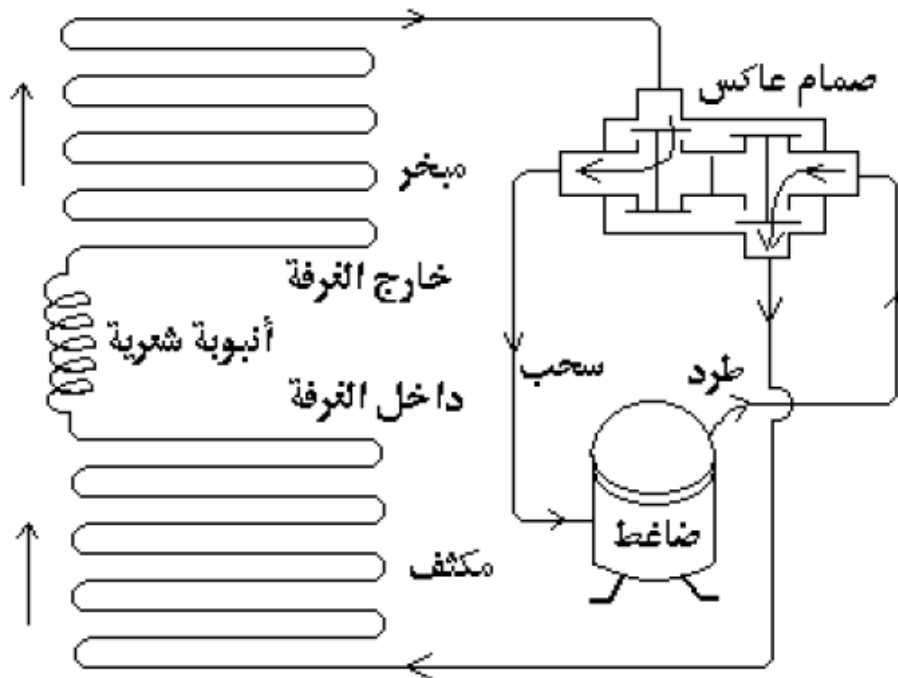 صمام عاكس
مبخر
خارج الغرفة
أنبوبة شعرية
داخل الغرفة
سحب
طرد
ضاغط
مكثف